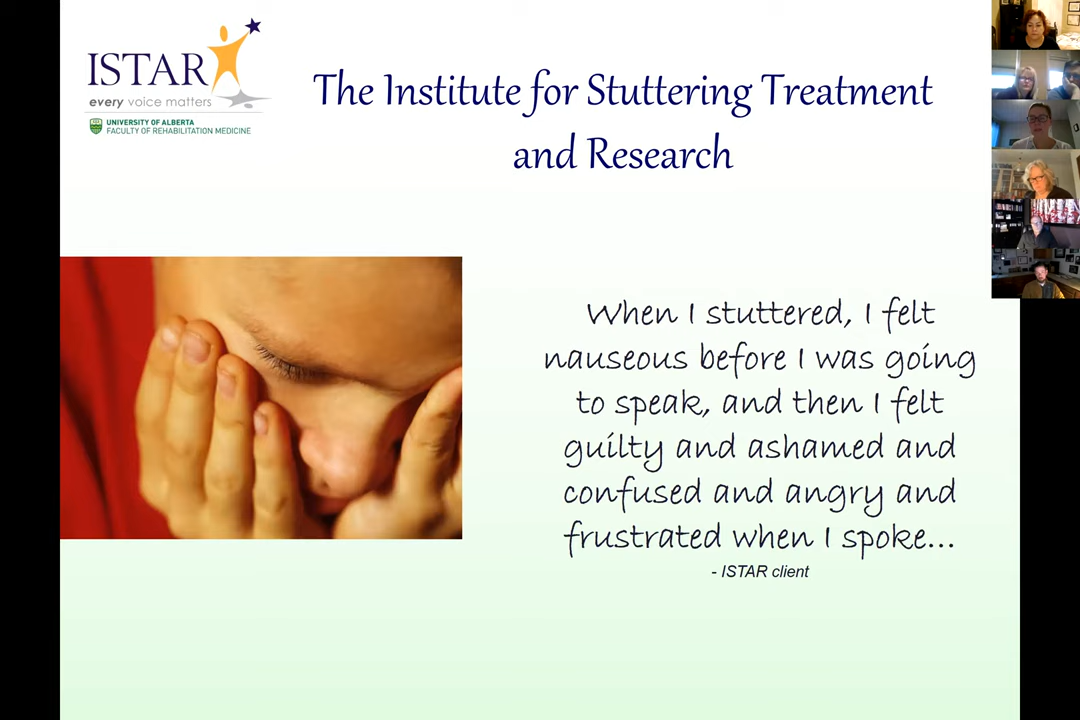 ISTAR
every voice matters
UNIVERSITY OF ALBERTA
FACULTY OF REHABILITATION MEDICINE
The Institute for Stuttering Treatment
and Research
When I stuttered, I felt
nauseous before I was going
to speak, and then I felt
guilty and ashamed and
confused and angry and
frustrated when I spoke...
- ISTAR client